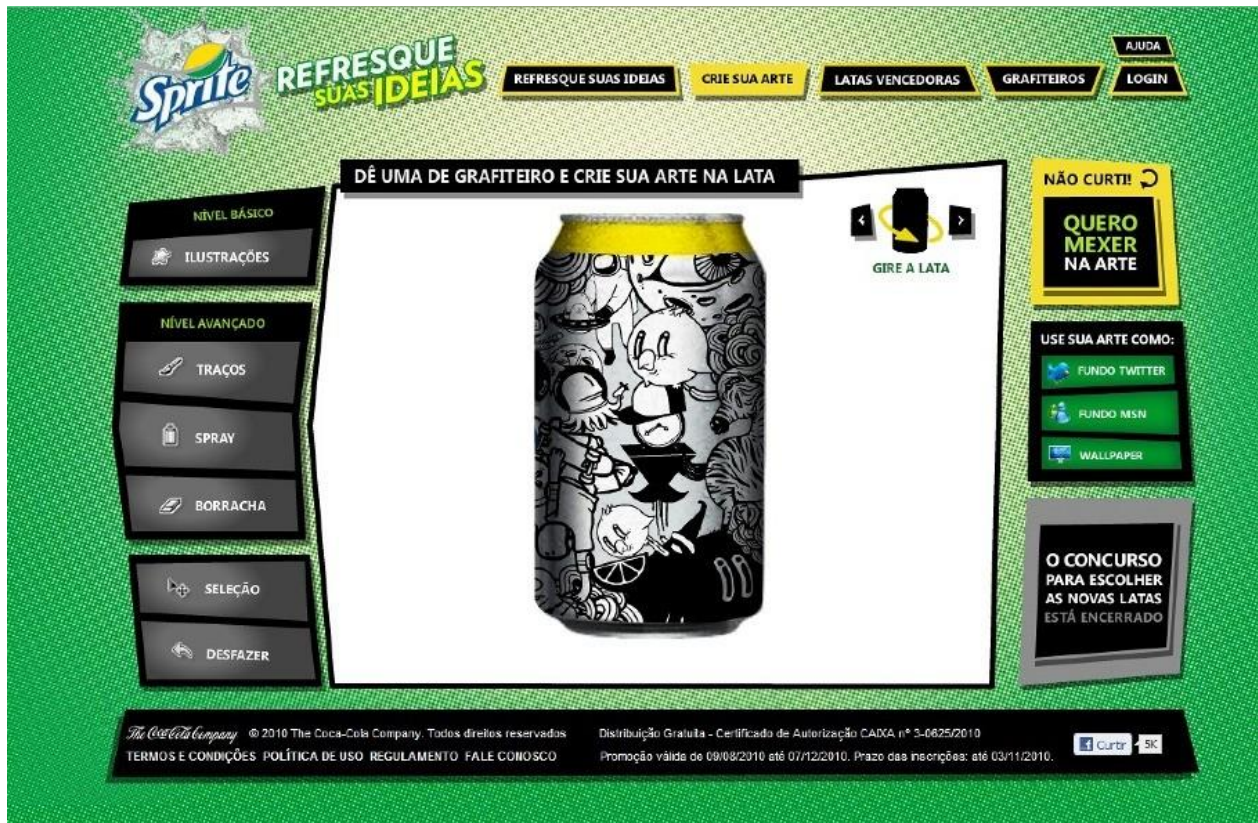 Sprite
REFRESQUE
SUAS IDEIAS
REFRESQUE SUAS IDEIAS
CRIE SUA ARTE
LATAS VENCEDORAS
GRAFITEIROS
AJUDA
LOGIN
DÊ UMA DE GRAFITEIRO E CRIE SUA ARTE NA LATA
NÍVEL BÁSICO
ILUSTRAÇÕES
NÍVEL AVANÇADO
TRAÇOS
SPRAY
BORRACHA
SELEÇÃO
DESFAZER
GIRE A LATA
NÃO CURTI!
QUERO
MEXER
NA ARTE
USE SUA ARTE COMO:
FUNDO TWITTER
FUNDO MSN
WALLPAPER
O CONCURSO
PARA ESCOLHER
AS NOVAS LATAS
ESTÁ ENCERRADO
The Coca-Cola Company © 2010 The Coca-Cola Company. Todos direitos reservados
TERMOS E CONDIÇÕES POLÍTICA DE USO REGULAMENTO FALE CONOSCO
Distribuição Gratuita - Certificado de Autorização CAIXA nº 3-0625/2010
Promoção válida de 09/08/2010 até 07/12/2010. Prazo das inscrições: até 03/11/2010.
Curtir 5K